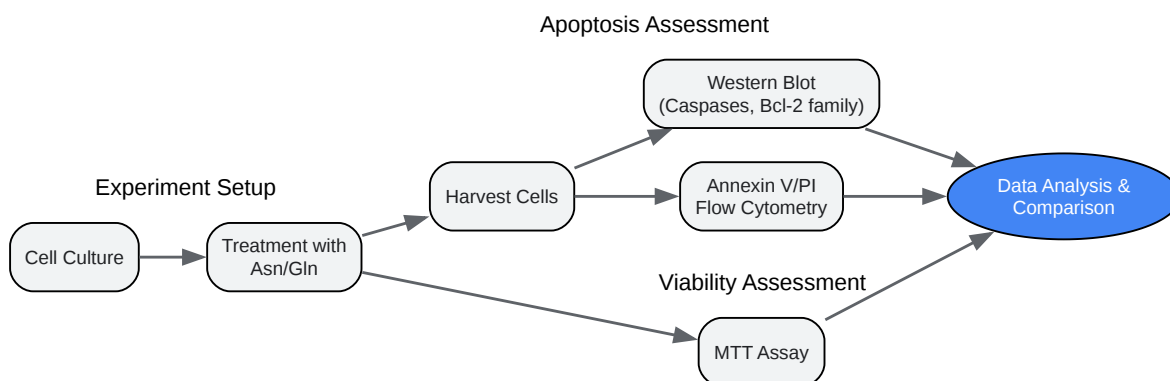 Apoptosis Assessment
Western Blot
(Caspases, Bcl-2 family)
Experiment Setup
Harvest Cells
Annexin V/PI
Flow Cytometry
Data Analysis &
Comparison
Cell Culture
Treatment with
Asn/Gln
Viability Assessment
MTT Assay